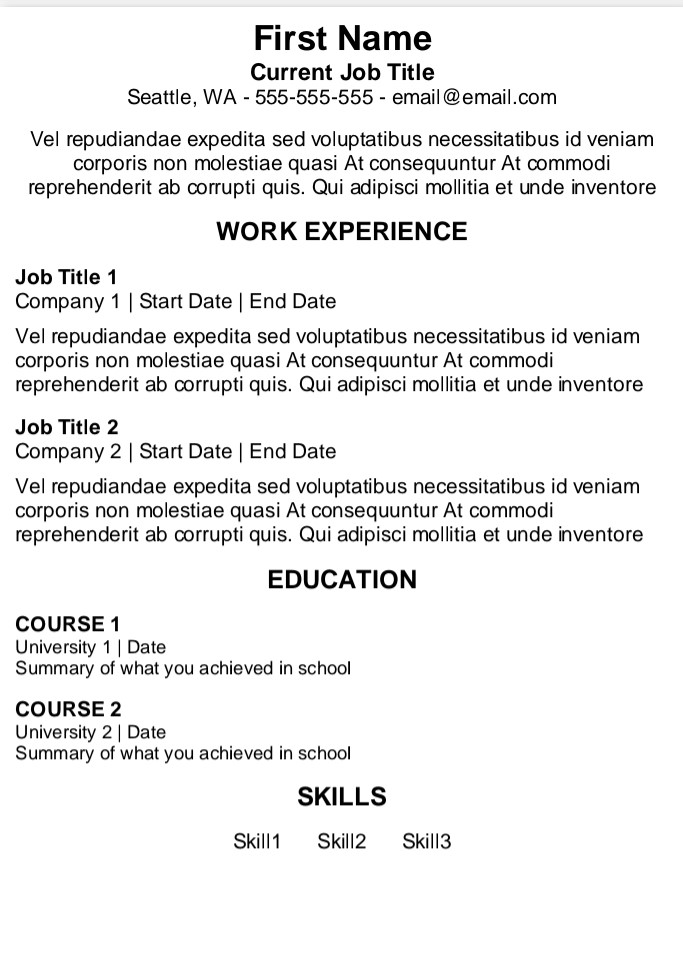 First Name
Current Job Title
Seattle, WA - 555-555-555 - email@email.com
Vel repudiandae expedita sed voluptatibus necessitatibus id veniam
corporis non molestiae quasi At consequuntur At commodi
reprehenderit ab corrupti quis. Qui adipisci mollitia et unde inventore
WORK EXPERIENCE
Job Title 1
Company 1 | Start Date | End Date
Vel repudiandae expedita sed voluptatibus necessitatibus id veniam
corporis non molestiae quasi At consequuntur At commodi
reprehenderit ab corrupti quis. Qui adipisci mollitia et unde inventore
Job Title 2
Company 2 | Start Date | End Date
Vel repudiandae expedita sed voluptatibus necessitatibus id veniam
corporis non molestiae quasi At consequuntur At commodi
reprehenderit ab corrupti quis. Qui adipisci mollitia et unde inventore
EDUCATION
COURSE 1
University 1 | Date
Summary of what you achieved in school
COURSE 2
University 2 | Date
Summary of what you achieved in school
SKILLS
Skill1 Skill2 Skill3